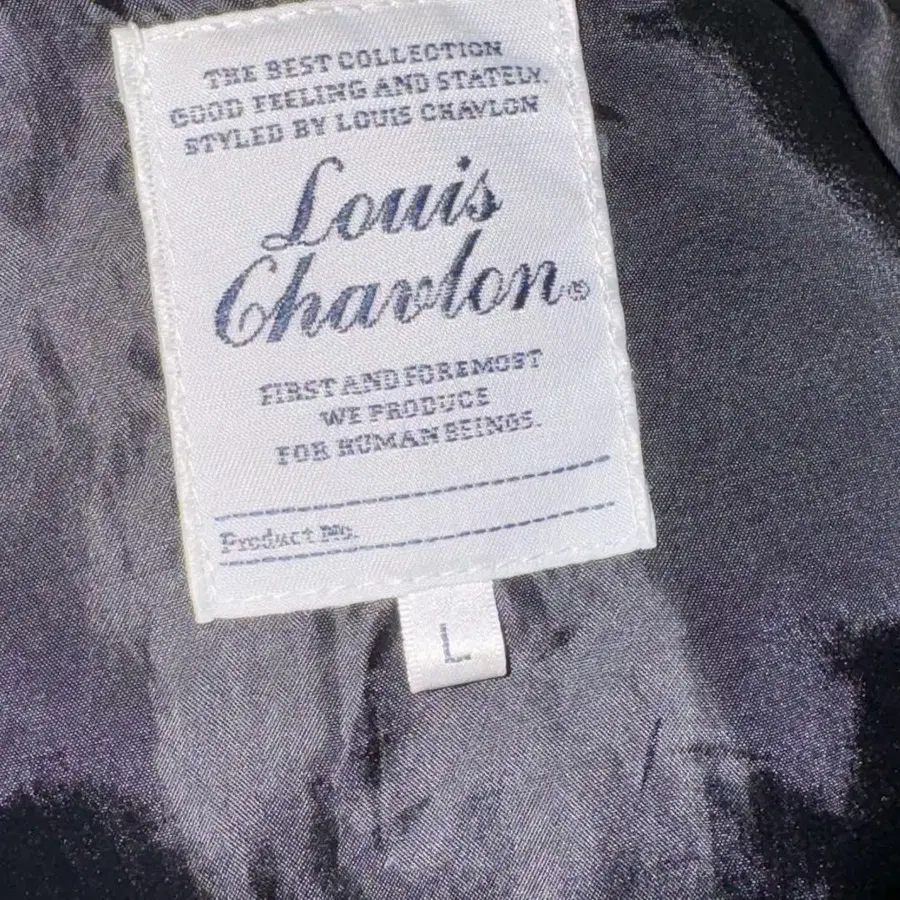 THE BEST COLLECTION
GOOD FEELING AND STATELY.
STYLED BY LOUIS CHAVLON
Louis
Chavlon®
FIRST AND FOREMOST
WE PRODUCE
FOR HUMAN BEINGS.
Product No.
L